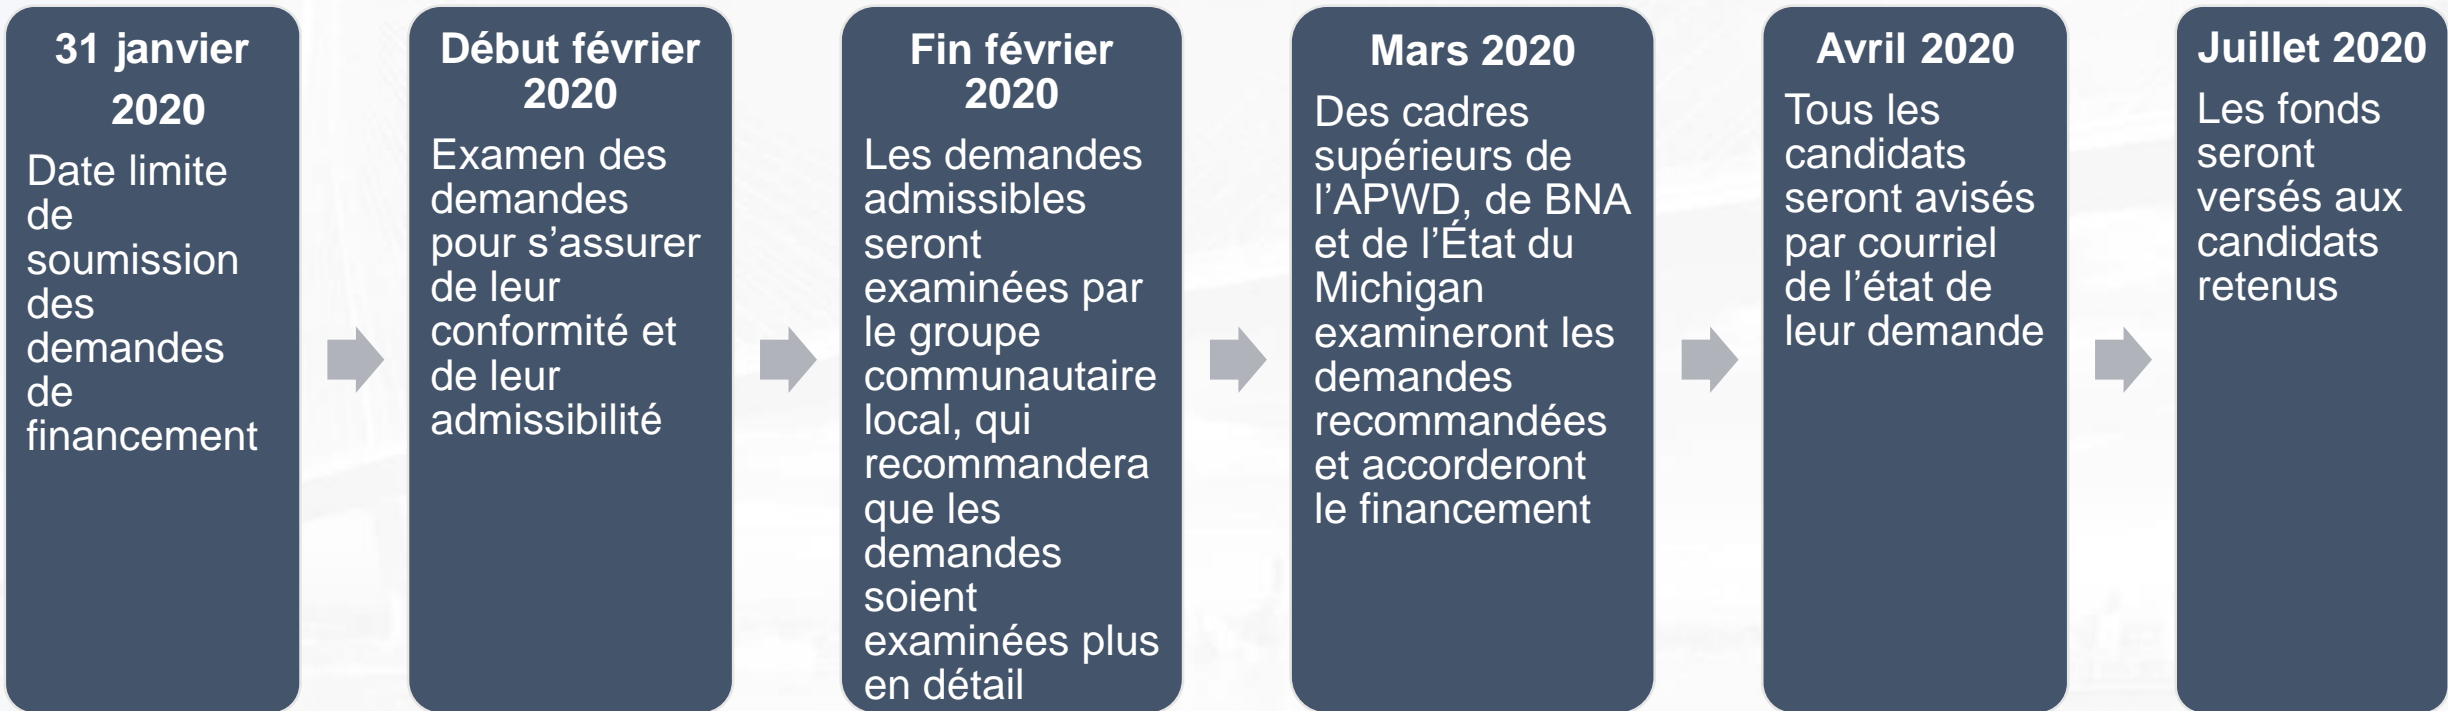 31 janvier
2020
Date limite
de
soumission
des
demandes
de
financement
Début février
2020
Examen des
demandes
pour s’assurer
de leur
conformité et
de leur
admissibilité
Fin février
2020
Les demandes
admissibles
seront
examinées par
le groupe
communautaire
local, qui
recommandera
que les
demandes
soient
examinées plus
en détail
Mars 2020
Des cadres
supérieurs de
l’APWD, de BNA
et de l’État du
Michigan
examineront les
demandes
recommandées
et accorderont
le financement
Avril 2020
Tous les
candidats
seront avisés
par courriel
de l’état de
leur demande
Juillet 2020
Les fonds
seront
versés aux
candidats
retenus